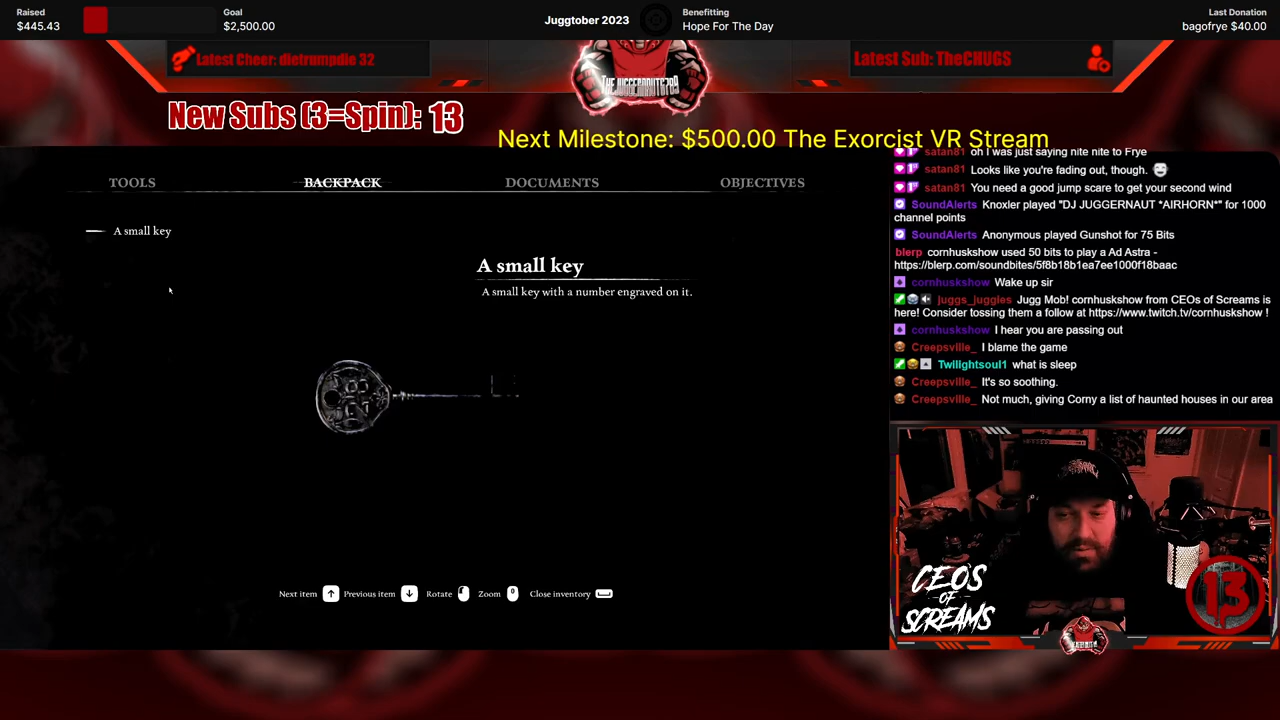 Raised
$445.43
Goal
$2,500.00
Juggtober 2023
Benefitting
Hope For The Day
Last Donation
bagofrye $40.00
Latest Cheer: dietrumpdie 32
THEJUGGERNAUT6789
Latest Sub: TheCHUGS
New Subs (3=Spin): 13
Next Milestone: $500.00 The Exorcist VR Stream
TOOLS
BACKPACK
DOCUMENTS
OBJECTIVES
A small key
A small key
A small key with a number engraved on it.
Next item
Previous item
Rotate
Zoom
Close inventory
satan81 oh I was just saying nite nite to Frye
satan81 Looks like you're fading out, though.
satan81 You need a good jump scare to get your second wind
SoundAlerts Knoxler played "DJ JUGGERNAUT *AIRHORN*" for 1000
channel points
SoundAlerts Anonymous played Gunshot for 75 Bits
blerp cornhuskshow used 50 bits to play a Ad Astra -
https://blerp.com/soundbites/5f8b18b1ea7ee1000f18baac
cornhuskshow Wake up sir
juggs_juggles Jugg Mob! cornhuskshow from CEOs of Screams is
here! Consider tossing them a follow at https://www.twitch.tv/cornhuskshow !
cornhuskshow I hear you are passing out
Creepsville_ I blame the game
Twilightsoul1 what is sleep
Creepsville_ It's so soothing.
Creepsville_ Not much, giving Corny a list of haunted houses in our area
CEOS
OF
SCREAMS
13